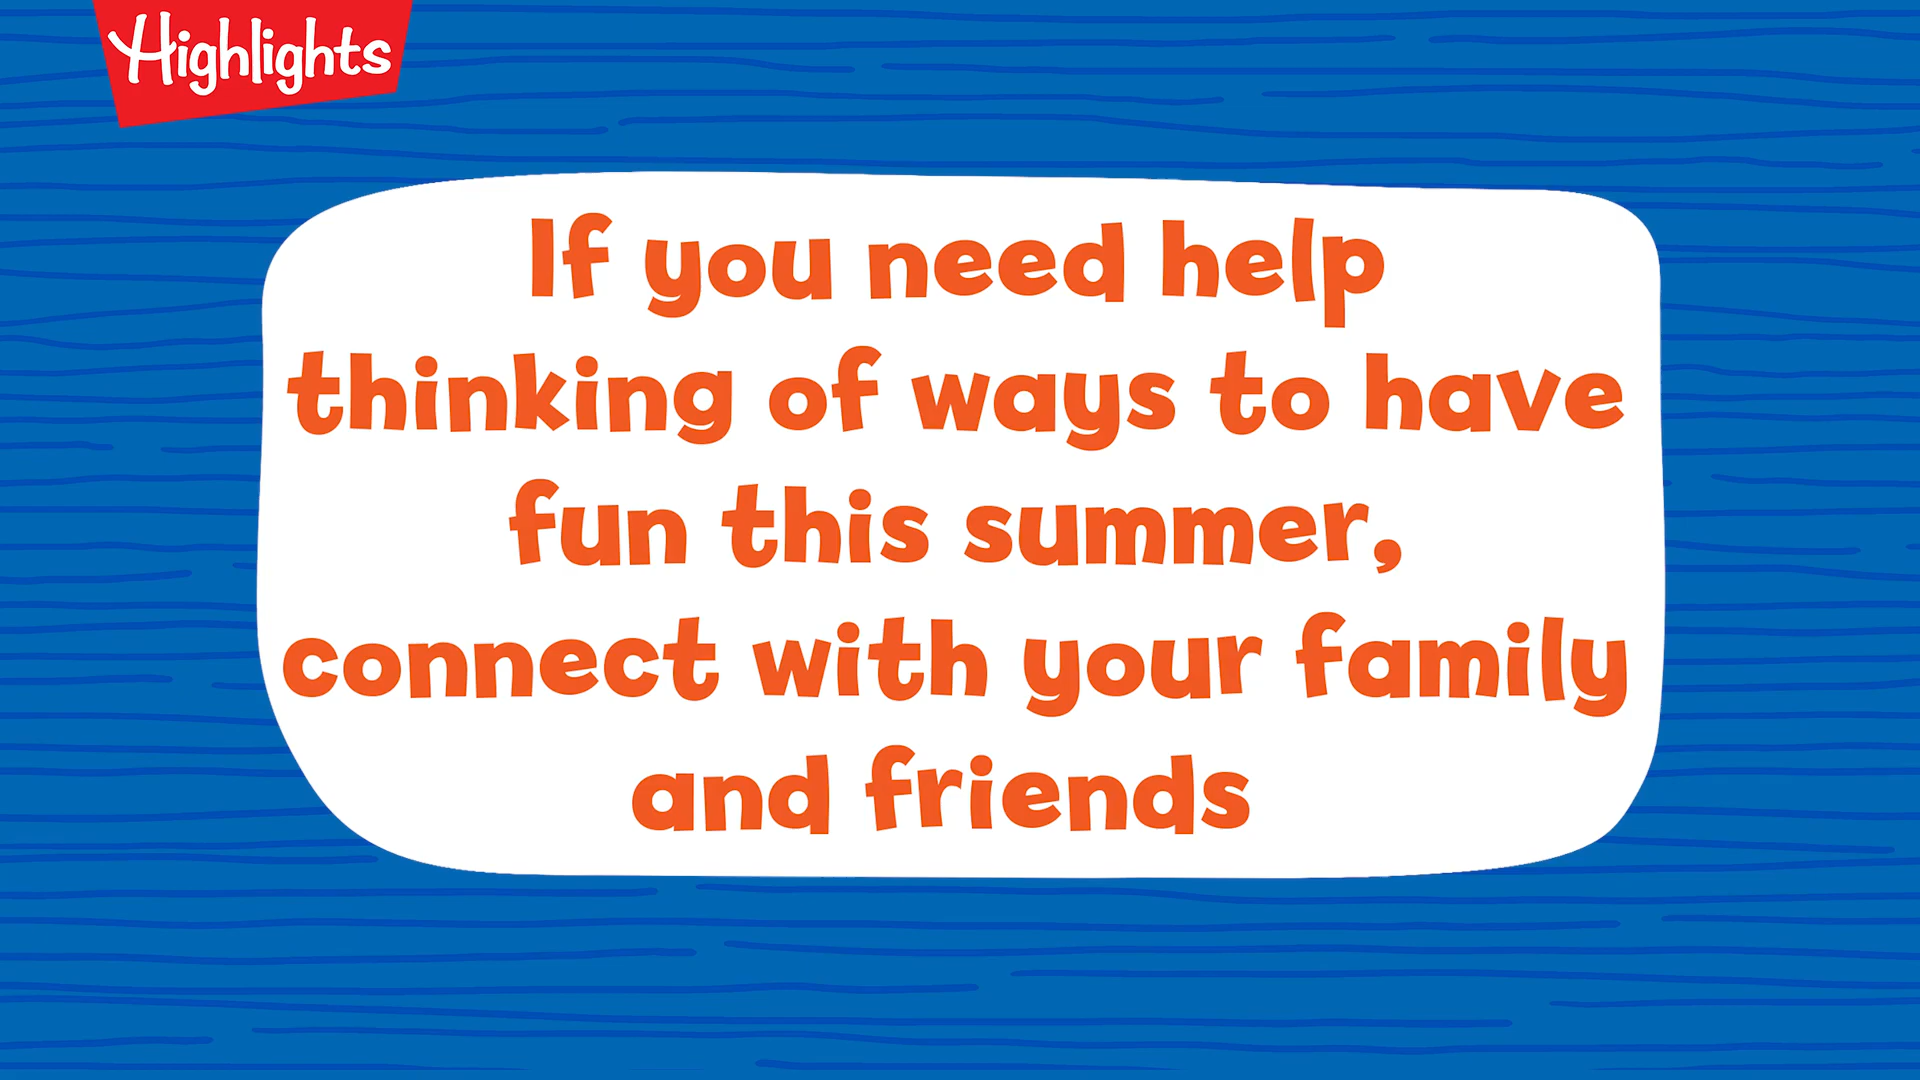 Highlights
If you need help
thinking of ways to have
fun this summer,
connect with your family
and friends